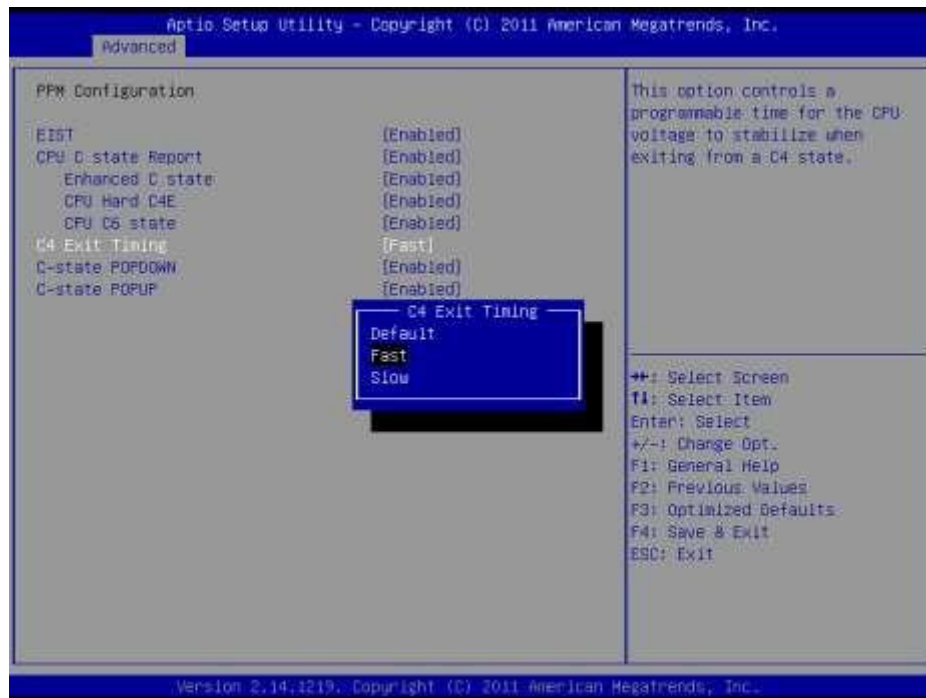 Aptio Setup Utility - Copyright (C) 2011 American Megatrends, Inc.
Advanced
PPM Configuration
EIST [Enabled]
CPU C state Report [Enabled]
Enhanced C state [Enabled]
CPU Hard C4E [Enabled]
CPU C6 state [Enabled]
C4 Exit Timing [Fast]
C-state POPDOWN [Enabled]
C-state POPUP [Enabled]
C4 Exit Timing
Default
Fast
Slow
This option controls a
programmable time for the CPU
voltage to stabilize when
exiting from a C4 state.
→←: Select Screen
↑↓: Select Item
Enter: Select
+/-: Change Opt.
F1: General Help
F2: Previous Values
F3: Optimized Defaults
F4: Save & Exit
ESC: Exit
Version 2.14.1219. Copyright (C) 2011 American Megatrends, Inc.